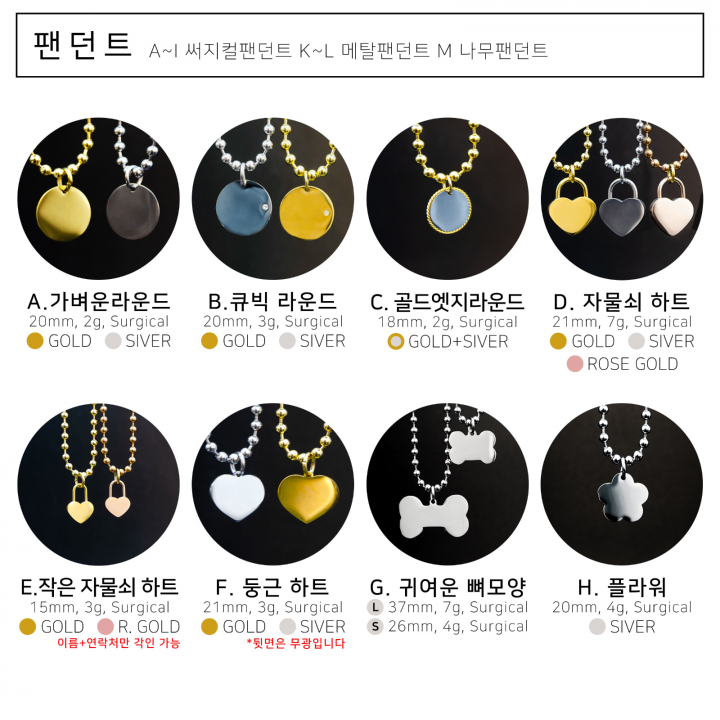 팬던트 A~I 써지컬팬던트 K~L 메탈팬던트 M 나무팬던트
A.가벼운라운드
20mm, 2g, Surgical
GOLD SIVER
B.큐빅 라운드
20mm, 3g, Surgical
GOLD SIVER
C. 골드엣지라운드
18mm, 2g, Surgical
GOLD+SIVER
D. 자물쇠 하트
21mm, 7g, Surgical
GOLD SIVER
ROSE GOLD
E.작은 자물쇠 하트
15mm, 3g, Surgical
GOLD R. GOLD
이름+연락처만 각인 가능
F. 둥근 하트
21mm, 3g, Surgical
GOLD SIVER
*뒷면은 무광입니다
G. 귀여운 뼈모양
L 37mm, 7g, Surgical
S 26mm, 4g, Surgical
H. 플라워
20mm, 4g, Surgical
SIVER